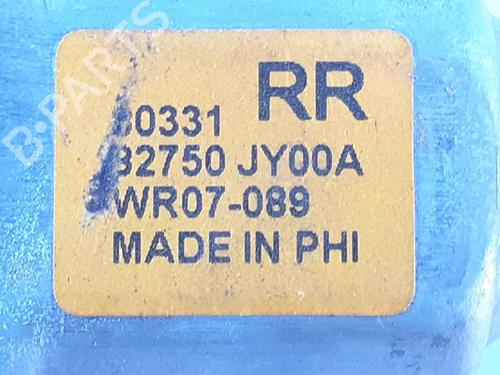 RR
80331
82750 JY00A
WR07-089
MADE IN PHI
B-PARTS